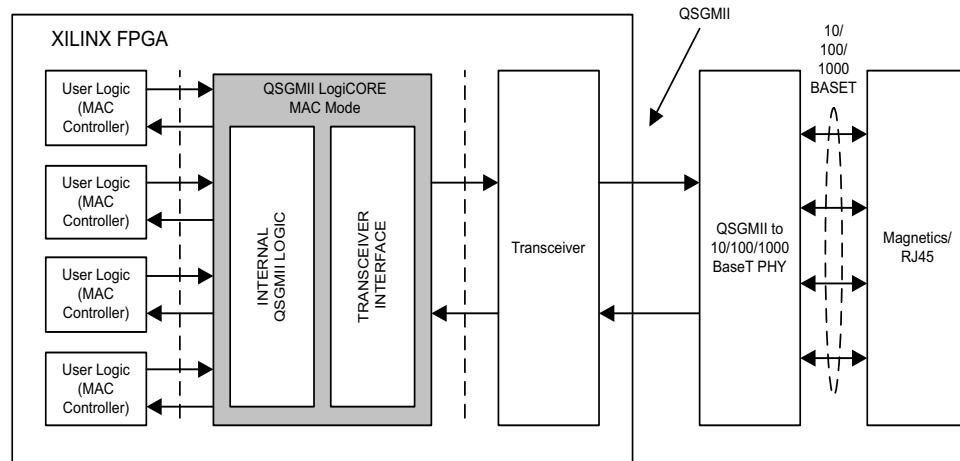 QSGMII
10/
100/
1000
BASET
XILINX FPGA
User Logic
(MAC
Controller)
User Logic
(MAC
Controller)
User Logic
(MAC
Controller)
User Logic
(MAC
Controller)
QSGMII LogiCORE
MAC Mode
INTERNAL
QSGMII LOGIC
TRANSCEIVER
INTERFACE
Transceiver
QSGMII to
10/100/1000
BaseT PHY
Magnetics/
RJ45